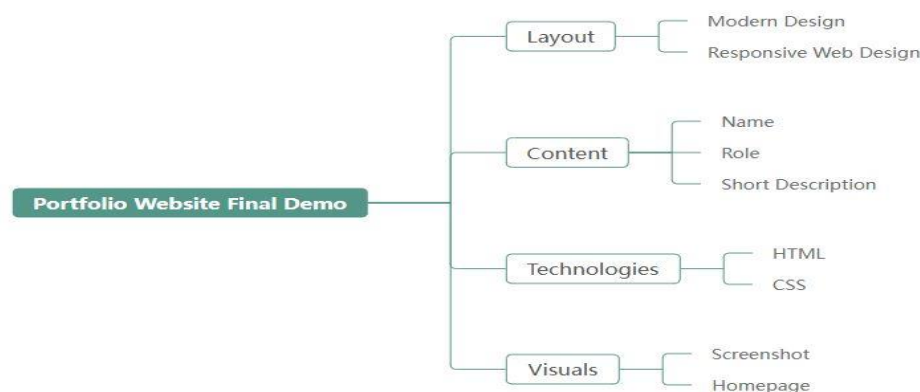 Portfolio Website Final Demo
Layout
Modern Design
Responsive Web Design
Content
Name
Role
Short Description
Technologies
HTML
CSS
Visuals
Screenshot
Homepage